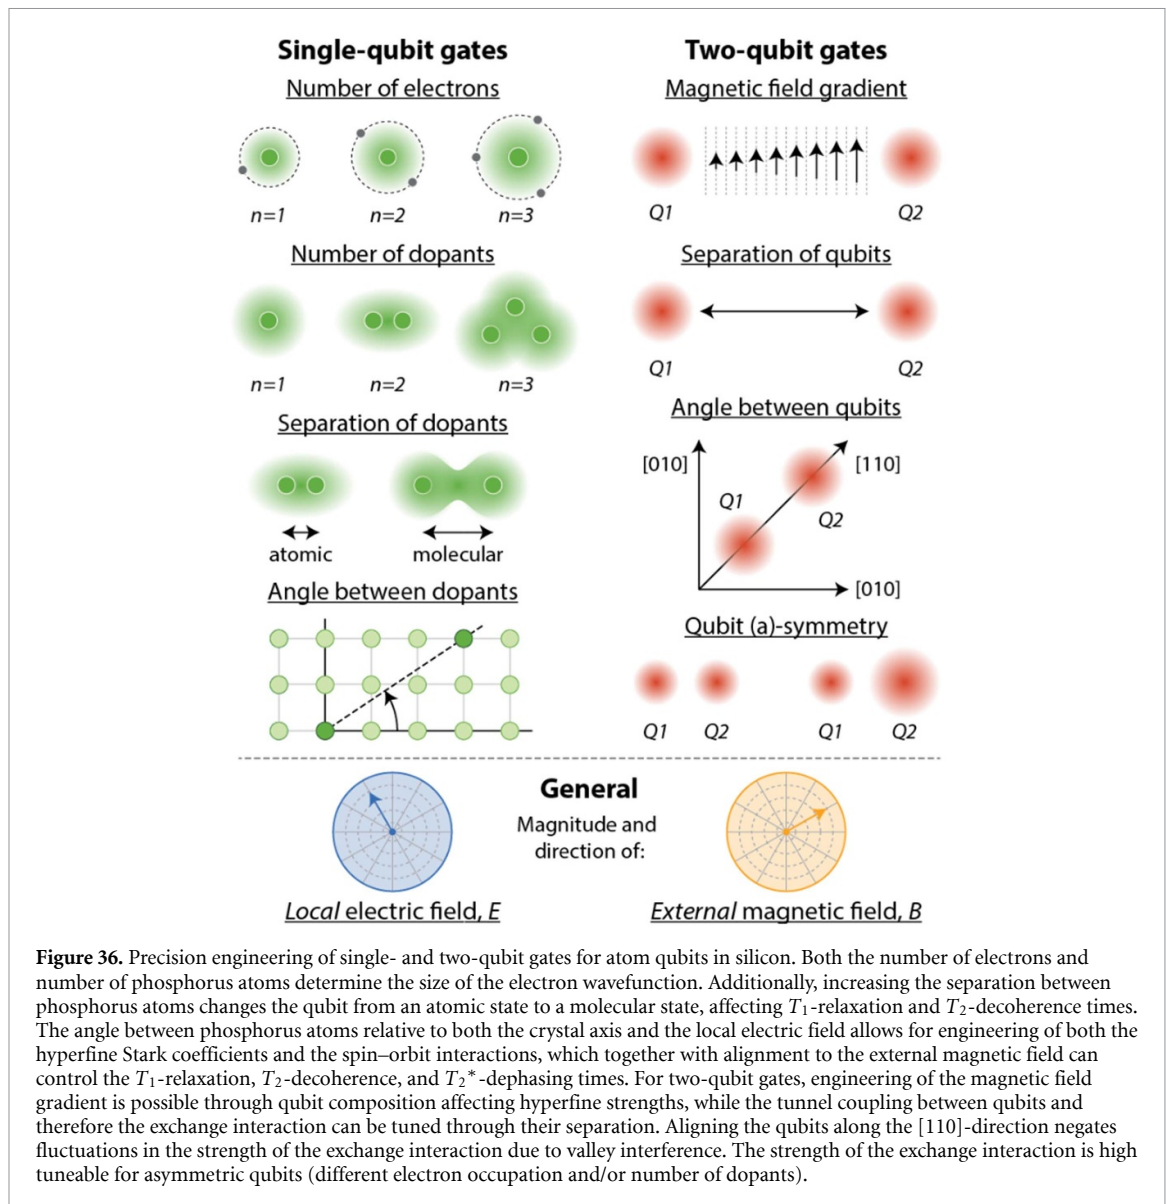 Single-qubit gates
Number of electrons
n=1
n=2
n=3
Number of dopants
n=1
n=2
n=3
Separation of dopants
atomic
molecular
Angle between dopants
Two-qubit gates
Magnetic field gradient
Q1
Q2
Separation of qubits
Q1
Q2
Angle between qubits
[010]
[110]
Q1
Q2
[010]
Qubit (a)-symmetry
Q1
Q2
Q1
Q2
General
Magnitude and
direction of:
Local electric field, E
External magnetic field, B
Figure 36. Precision engineering of single- and two-qubit gates for atom qubits in silicon. Both the number of electrons and
number of phosphorus atoms determine the size of the electron wavefunction. Additionally, increasing the separation between
phosphorus atoms changes the qubit from an atomic state to a molecular state, affecting T1-relaxation and T2-decoherence times.
The angle between phosphorus atoms relative to both the crystal axis and the local electric field allows for engineering of both the
hyperfine Stark coefficients and the spin–orbit interactions, which together with alignment to the external magnetic field can
control the T1-relaxation, T2-decoherence, and T2*-dephasing times. For two-qubit gates, engineering of the magnetic field
gradient is possible through qubit composition affecting hyperfine strengths, while the tunnel coupling between qubits and
therefore the exchange interaction can be tuned through their separation. Aligning the qubits along the [110]-direction negates
fluctuations in the strength of the exchange interaction due to valley interference. The strength of the exchange interaction is high
tuneable for asymmetric qubits (different electron occupation and/or number of dopants).